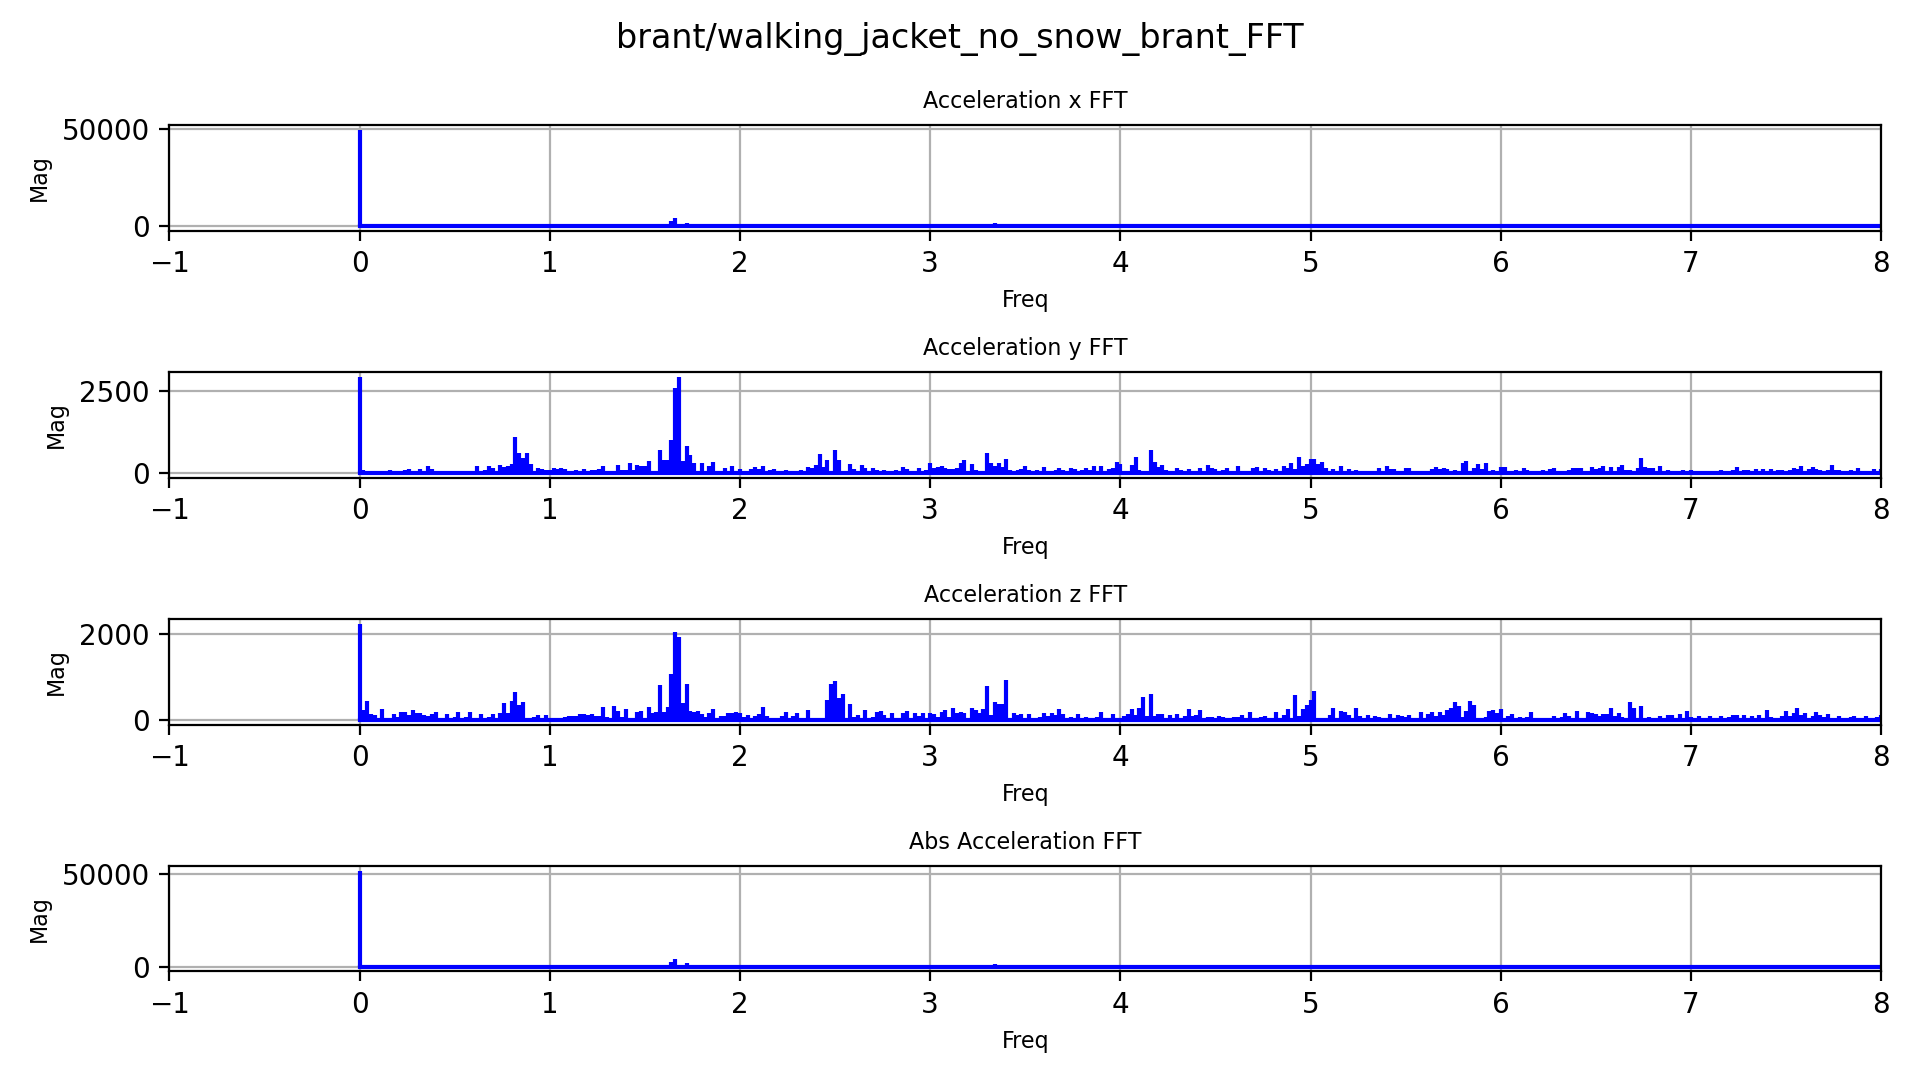 brant/walking_jacket_no_snow_brant_FFT
Acceleration x FFT
50000
0
Mag
−1 0 1 2 3 4 5 6 7 8
Freq
Acceleration y FFT
2500
0
Mag
−1 0 1 2 3 4 5 6 7 8
Freq
Acceleration z FFT
2000
0
Mag
−1 0 1 2 3 4 5 6 7 8
Freq
Abs Acceleration FFT
50000
0
Mag
−1 0 1 2 3 4 5 6 7 8
Freq